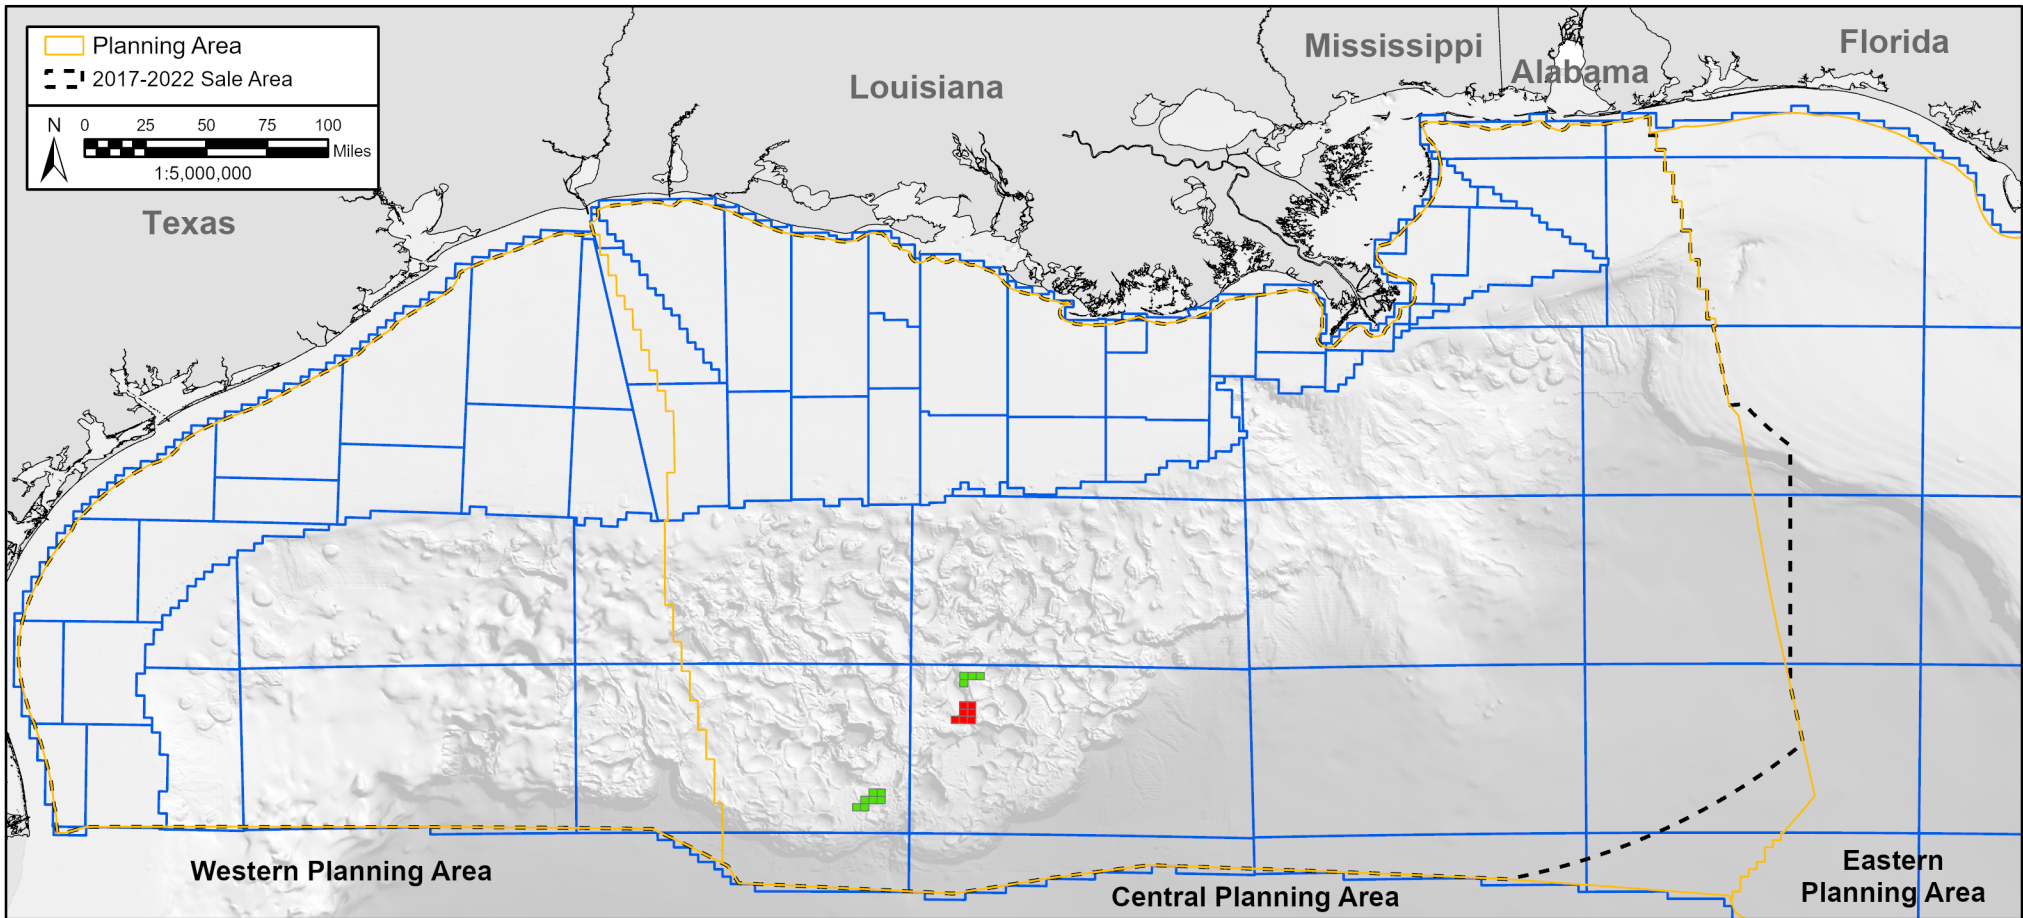 Planning Area
2017-2022 Sale Area
N
0 25 50 75 100
Miles
1:5,000,000
Texas
Louisiana
Mississippi
Alabama
Florida
Western Planning Area
Central Planning Area
Eastern
Planning Area